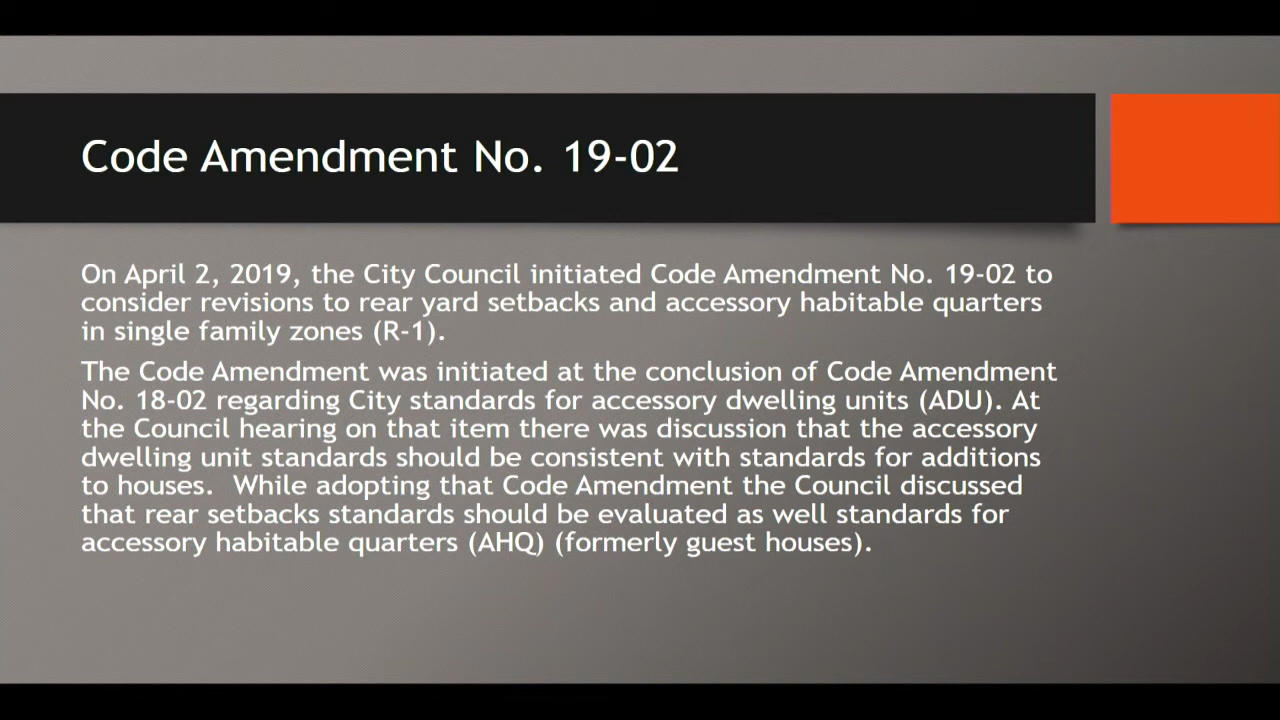 Code Amendment No. 19-02
On April 2, 2019, the City Council initiated Code Amendment No. 19-02 to
consider revisions to rear yard setbacks and accessory habitable quarters
in single family zones (R-1).
The Code Amendment was initiated at the conclusion of Code Amendment
No. 18-02 regarding City standards for accessory dwelling units (ADU). At
the Council hearing on that item there was discussion that the accessory
dwelling unit standards should be consistent with standards for additions
to houses.  While adopting that Code Amendment the Council discussed
that rear setbacks standards should be evaluated as well standards for
accessory habitable quarters (AHQ) (formerly guest houses).